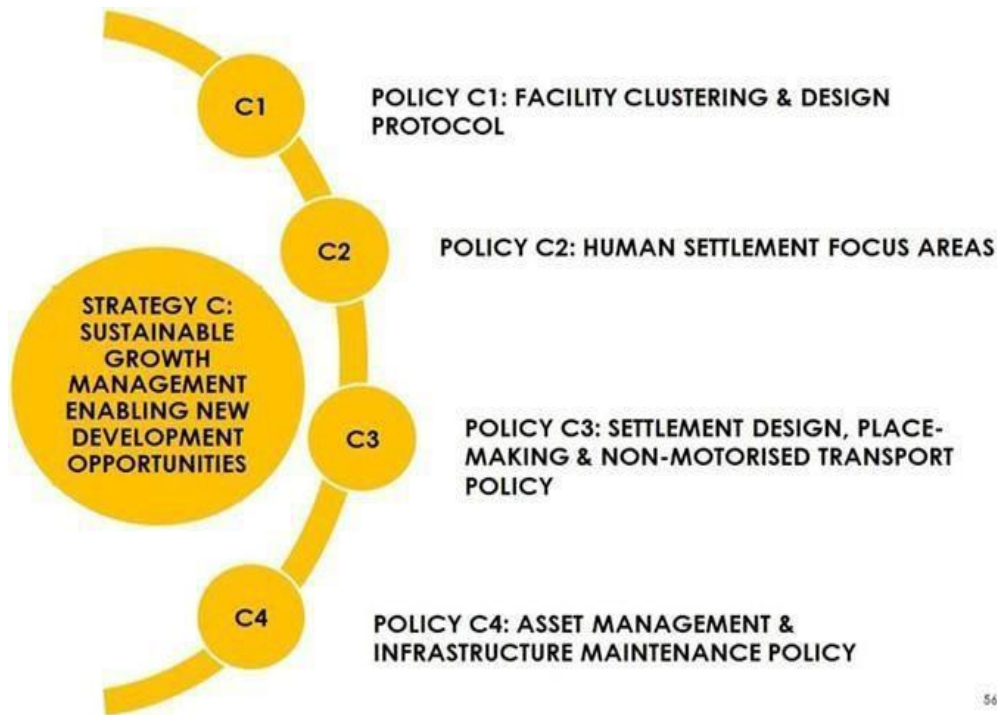 C1
POLICY C1: FACILITY CLUSTERING & DESIGN
PROTOCOL
C2
POLICY C2: HUMAN SETTLEMENT FOCUS AREAS
STRATEGY C:
SUSTAINABLE
GROWTH
MANAGEMENT
ENABLING NEW
DEVELOPMENT
OPPORTUNITIES
C3
POLICY C3: SETTLEMENT DESIGN, PLACE-
MAKING & NON-MOTORISED TRANSPORT
POLICY
C4
POLICY C4: ASSET MANAGEMENT &
INFRASTRUCTURE MAINTENANCE POLICY
56